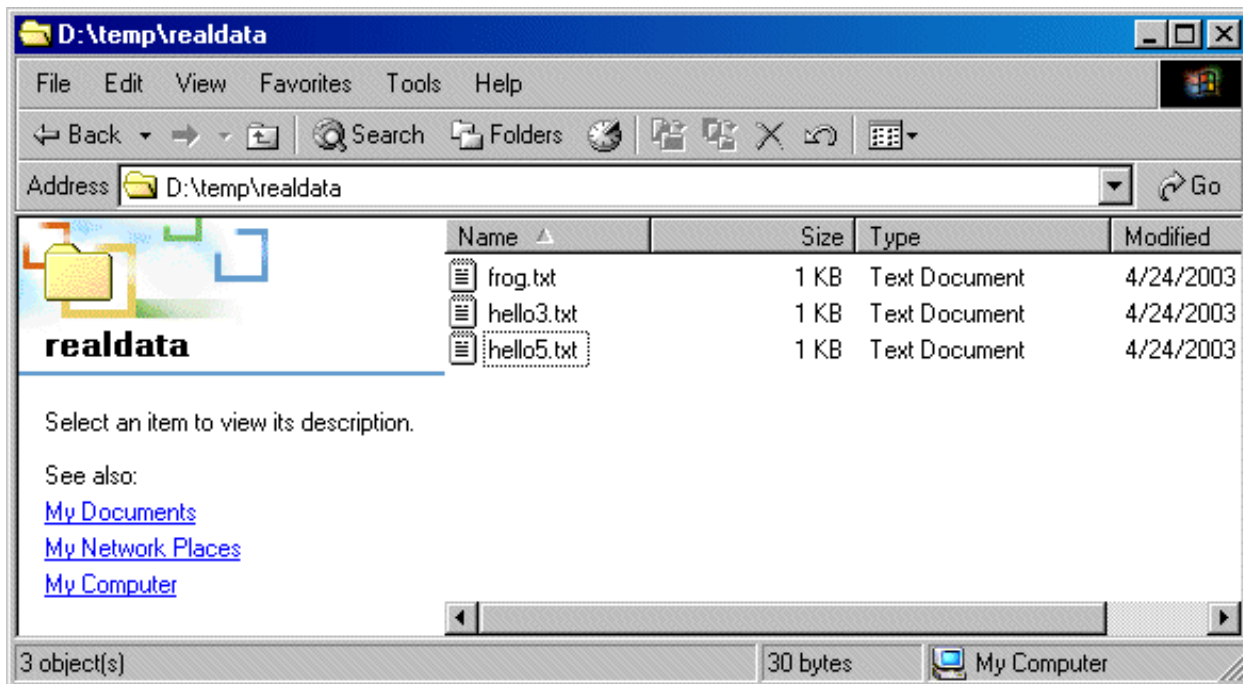 D:\temp\realdata
File Edit View Favorites Tools Help
Back Search Folders
Address D:\temp\realdata Go
Name Size Type Modified
frog.txt 1 KB Text Document 4/24/2003
hello3.txt 1 KB Text Document 4/24/2003
hello5.txt 1 KB Text Document 4/24/2003
realdata
Select an item to view its description.
See also:
My Documents
My Network Places
My Computer
3 object(s) 30 bytes My Computer